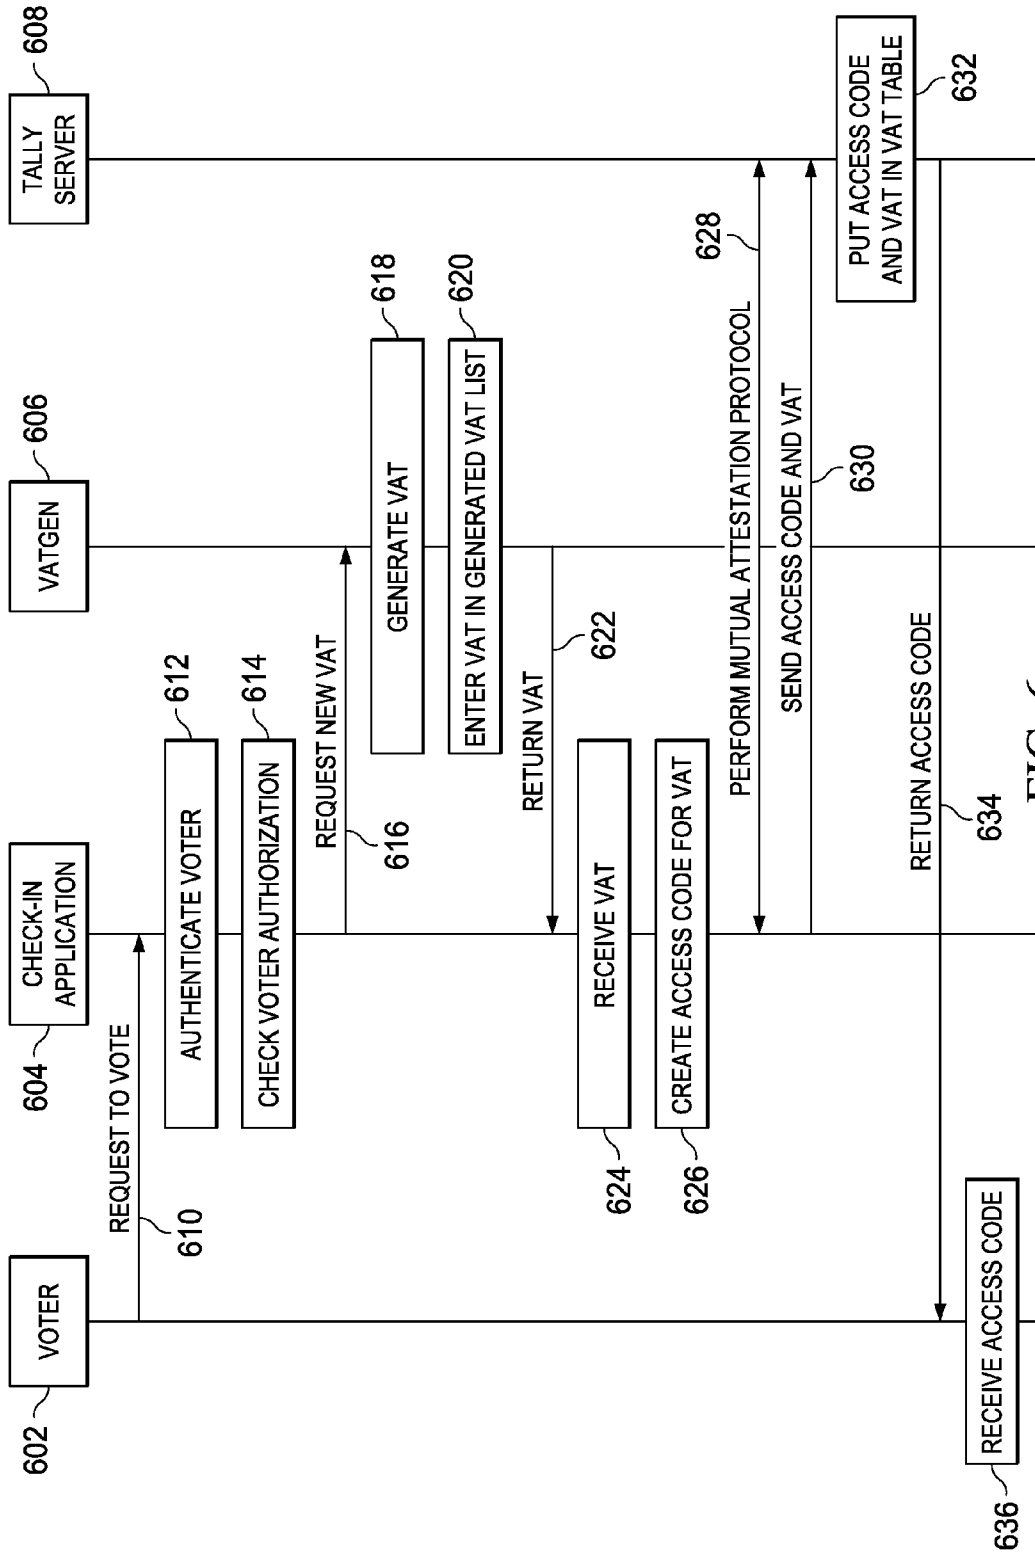 602
VOTER
604
CHECK-IN
APPLICATION
606
VATGEN
608
TALLY
SERVER
REQUEST TO VOTE
610
AUTHENTICATE VOTER
612
CHECK VOTER AUTHORIZATION
614
REQUEST NEW VAT
616
GENERATE VAT
618
ENTER VAT IN GENERATED VAT LIST
620
RETURN VAT
622
RECEIVE VAT
624
CREATE ACCESS CODE FOR VAT
626
PERFORM MUTUAL ATTESTATION PROTOCOL
628
SEND ACCESS CODE AND VAT
630
PUT ACCESS CODE
AND VAT IN VAT TABLE
632
RETURN ACCESS CODE
634
RECEIVE ACCESS CODE
636